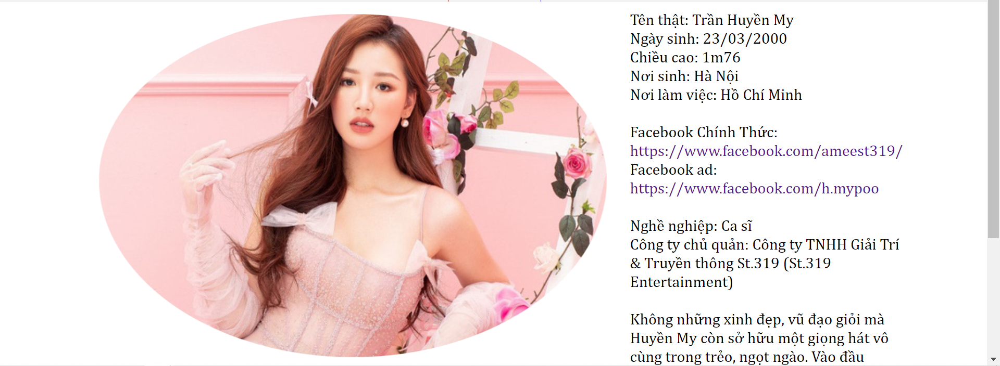 Tên thật: Trần Huyền My
Ngày sinh: 23/03/2000
Chiều cao: 1m76
Nơi sinh: Hà Nội
Nơi làm việc: Hồ Chí Minh
Facebook Chính Thức:
https://www.facebook.com/ameest319/
Facebook ad:
https://www.facebook.com/h.mypoo
Nghề nghiệp: Ca sĩ
Công ty chủ quản: Công ty TNHH Giải Trí
& Truyền thông St.319 (St.319
Entertainment)
Không những xinh đẹp, vũ đạo giỏi mà
Huyền My còn sở hữu một giọng hát vô
cùng trong trẻo, ngọt ngào. Vào đầu